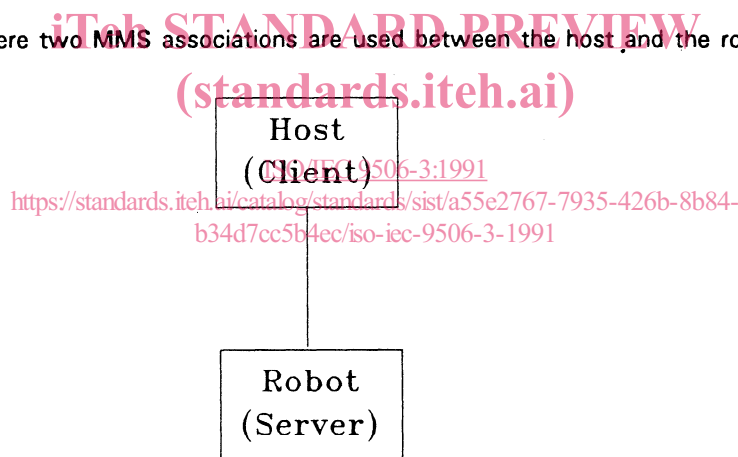 iTeh STANDARD PREVIEW
ere two MMS associations are used between the host and the ro
(standards.iteh.ai)
Host
(Client)
ISO/IEC 9506-3:1991
https://standards.iteh.ai/catalog/standards/sist/a55e2767-7935-426b-8b84-
b34d7cc5b4ec/iso-iec-9506-3-1991
Robot
(Server)